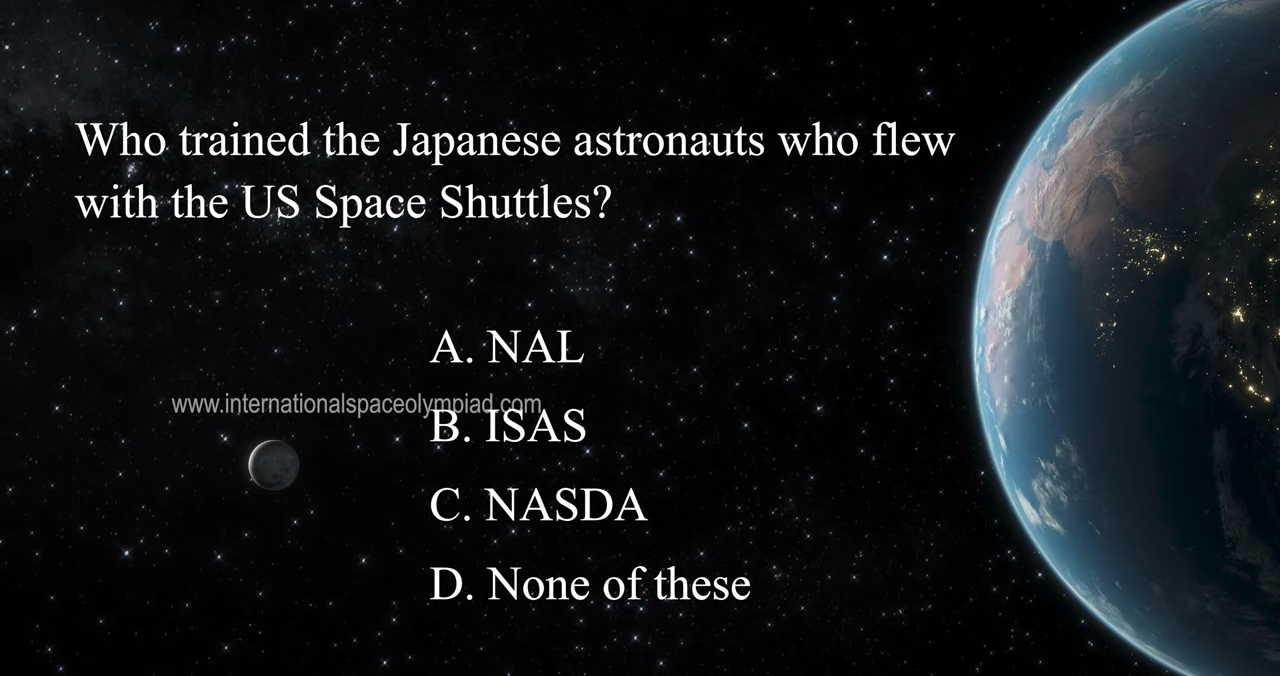 Who trained the Japanese astronauts who flew
with the US Space Shuttles?
A. NAL
www.internationalspaceolympiad.com
B. ISAS
C. NASDA
D. None of these